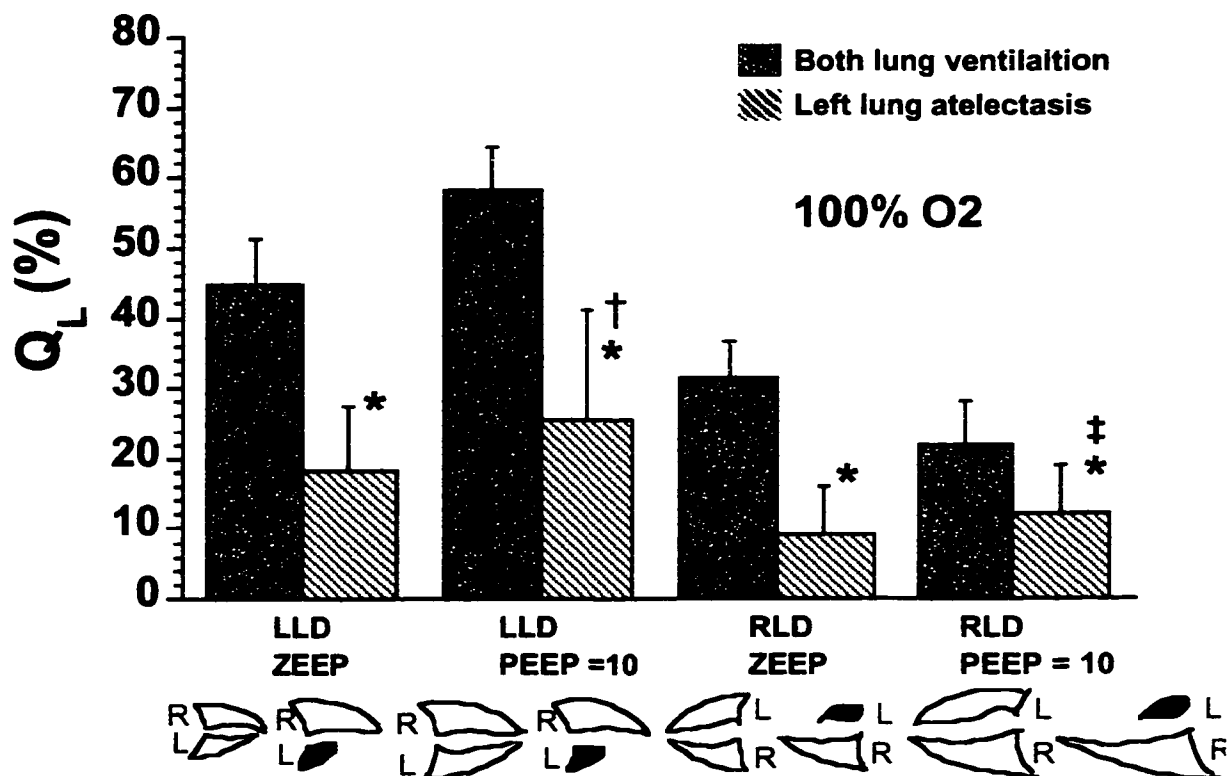 80
70
60
50
40
30
20
10
0
Q_L (%)
Both lung ventilaition
Left lung atelectasis
100% O2
*
†
*
*
‡
*
LLD ZEEP
LLD PEEP =10
RLD ZEEP
RLD PEEP = 10
R R R R L L L L
L L L L R R R R